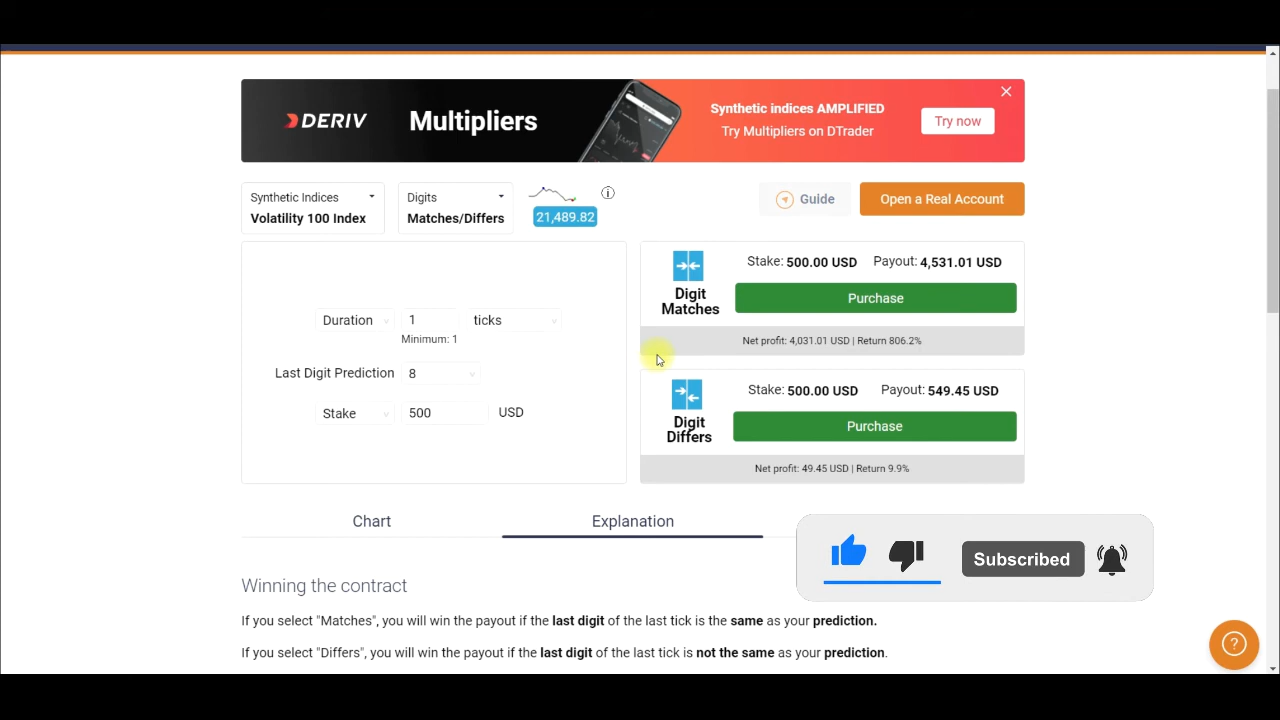 DERIV
Multipliers
Synthetic indices AMPLIFIED
Try Multipliers on DTrader
Try now
Synthetic Indices
Volatility 100 Index
Digits
Matches/Differs
21,489.82
Guide
Open a Real Account
Duration 1 ticks
Minimum: 1
Last Digit Prediction 8
Stake 500 USD
Digit Matches
Stake: 500.00 USD Payout: 4,531.01 USD
Purchase
Net profit: 4,031.01 USD | Return 806.2%
Digit Differs
Stake: 500.00 USD Payout: 549.45 USD
Purchase
Net profit: 49.45 USD | Return 9.9%
Chart
Explanation
Subscribed
Winning the contract
If you select "Matches", you will win the payout if the last digit of the last tick is the same as your prediction.
If you select "Differs", you will win the payout if the last digit of the last tick is not the same as your prediction.
?